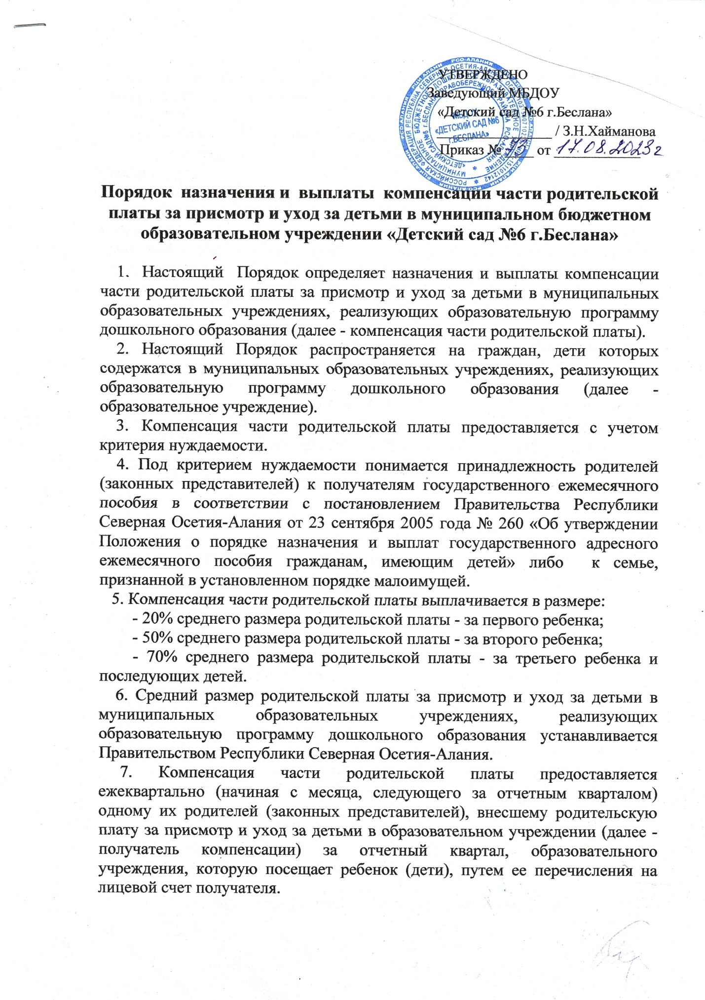 УТВЕРЖДЕНО
Заведующий МБДОУ
«Детский сад №6 г.Беслана»
/ З.Н.Хайманова
Приказ № от 17.08.2023г
МБДОУ
«ДЕТСКИЙ САД №6
г.БЕСЛАНА»
Порядок назначения и выплаты компенсации части родительской
платы за присмотр и уход за детьми в муниципальном бюджетном
образовательном учреждении «Детский сад №6 г.Беслана»
1. Настоящий Порядок определяет назначения и выплаты компенсации
части родительской платы за присмотр и уход за детьми в муниципальных
образовательных учреждениях, реализующих образовательную программу
дошкольного образования (далее - компенсация части родительской платы).
2. Настоящий Порядок распространяется на граждан, дети которых
содержатся в муниципальных образовательных учреждениях, реализующих
образовательную программу дошкольного образования (далее -
образовательное учреждение).
3. Компенсация части родительской платы предоставляется с учетом
критерия нуждаемости.
4. Под критерием нуждаемости понимается принадлежность родителей
(законных представителей) к получателям государственного ежемесячного
пособия в соответствии с постановлением Правительства Республики
Северная Осетия-Алания от 23 сентября 2005 года № 260 «Об утверждении
Положения о порядке назначения и выплат государственного адресного
ежемесячного пособия гражданам, имеющим детей» либо к семье,
признанной в установленном порядке малоимущей.
5. Компенсация части родительской платы выплачивается в размере:
- 20% среднего размера родительской платы - за первого ребенка;
- 50% среднего размера родительской платы - за второго ребенка;
- 70% среднего размера родительской платы - за третьего ребенка и
последующих детей.
6. Средний размер родительской платы за присмотр и уход за детьми в
муниципальных образовательных учреждениях, реализующих
образовательную программу дошкольного образования устанавливается
Правительством Республики Северная Осетия-Алания.
7. Компенсация части родительской платы предоставляется
ежеквартально (начиная с месяца, следующего за отчетным кварталом)
одному их родителей (законных представителей), внесшему родительскую
плату за присмотр и уход за детьми в образовательном учреждении (далее -
получатель компенсации) за отчетный квартал, образовательного
учреждения, которую посещает ребенок (дети), путем ее перечисления на
лицевой счет получателя.